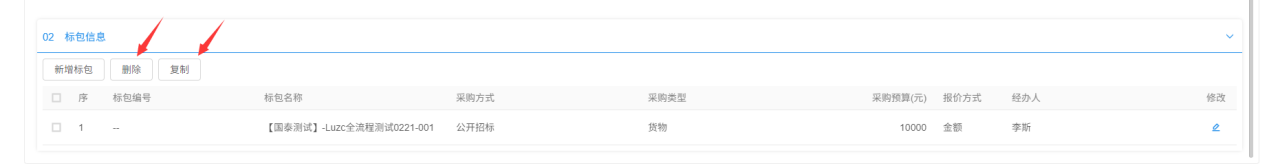 02 标包信息
新增标包 删除 复制
序 标包编号 标包名称 采购方式 采购类型 采购预算(元) 报价方式 经办人 修改
1 -- 【国泰测试】-Luzc全流程测试0221-001 公开招标 货物 10000 金额 李斯